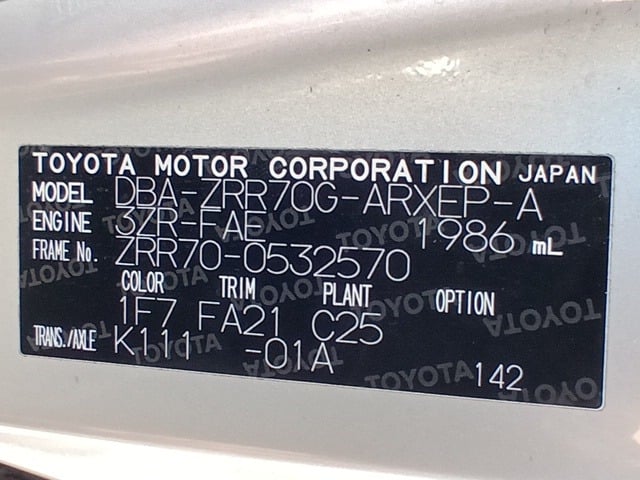 TOYOTA MOTOR CORPORATION JAPAN
MODEL DBA-ZRR70G-ARXEP-A
ENGINE 3ZR-FAE 1986 mL
FRAME No. ZRR70-0532570
COLOR TRIM PLANT OPTION
1F7 FA21 C25
TRANS./AXLE K111 -01A
142